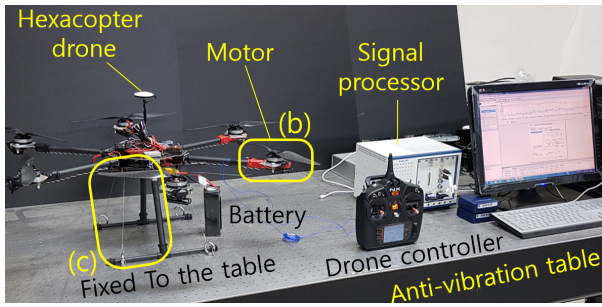 Hexacopter
drone
Motor
Signal
processor
(b)
Battery
(c)
Fixed To the table
Drone controller
Anti-vibration table